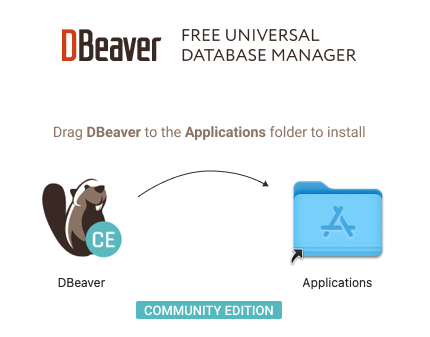 DBeaver
FREE UNIVERSAL
DATABASE MANAGER
Drag DBeaver to the Applications folder to install
CE
DBeaver
Applications
COMMUNITY EDITION